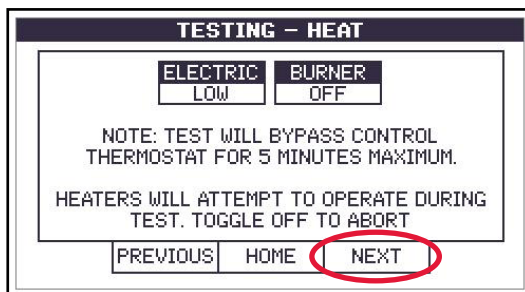 TESTING - HEAT
ELECTRIC BURNER
LOW OFF
NOTE: TEST WILL BYPASS CONTROL
THERMOSTAT FOR 5 MINUTES MAXIMUM.
HEATERS WILL ATTEMPT TO OPERATE DURING
TEST. TOGGLE OFF TO ABORT
PREVIOUS HOME NEXT